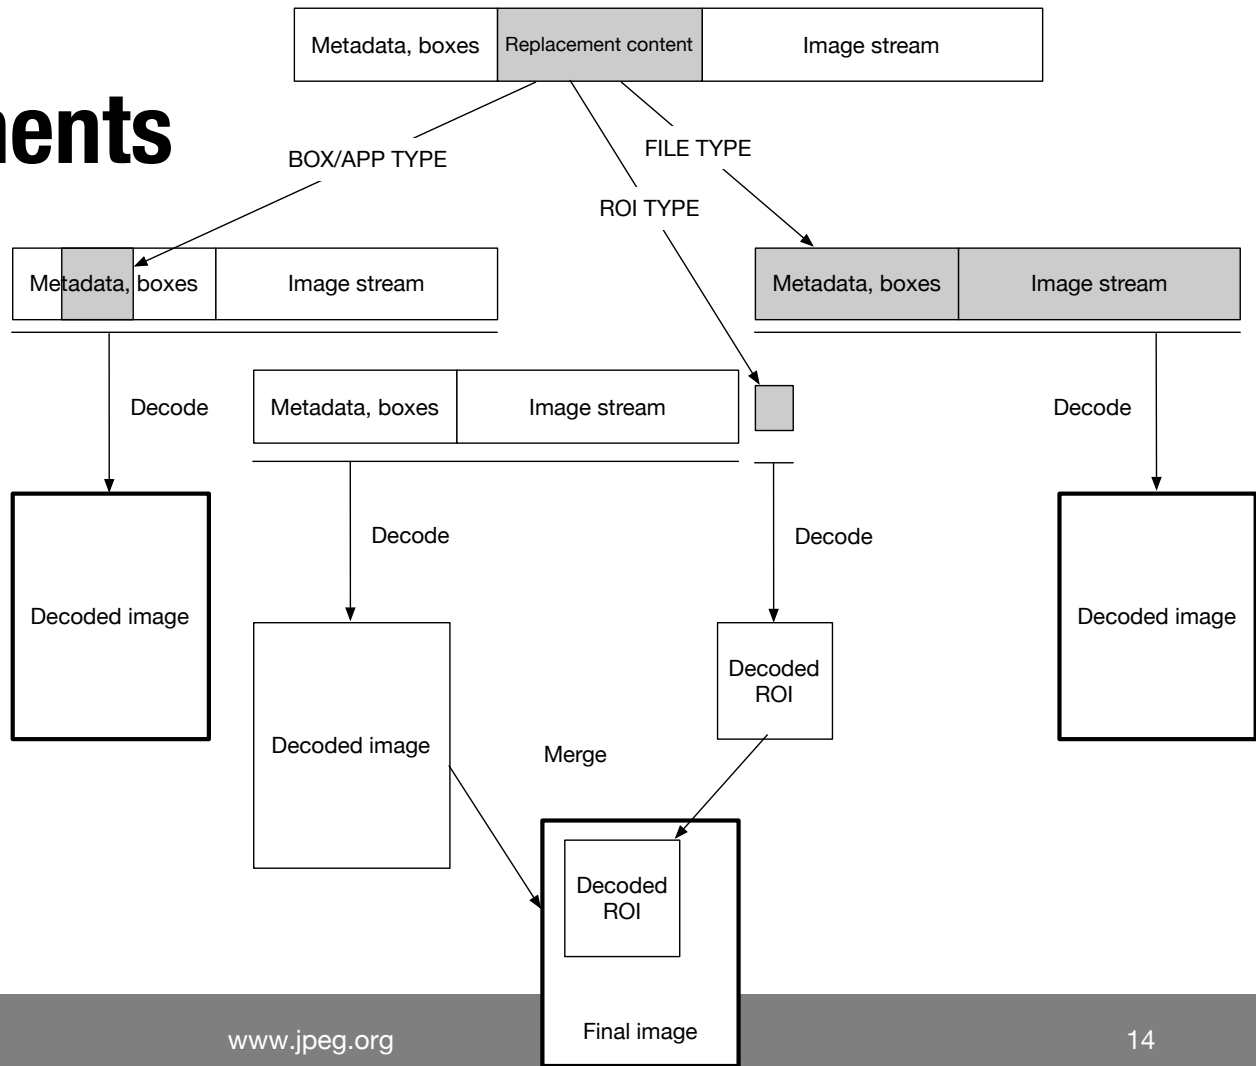 Metadata, boxes
Replacement content
Image stream
BOX/APP TYPE
FILE TYPE
ROI TYPE
Metadata, boxes
Image stream
Metadata, boxes
Image stream
Decode
Metadata, boxes
Image stream
Decode
Decode
Decode
Decoded image
Decoded image
Decoded
ROI
Decoded image
Merge
Decoded
ROI
Final image
www.jpeg.org
14